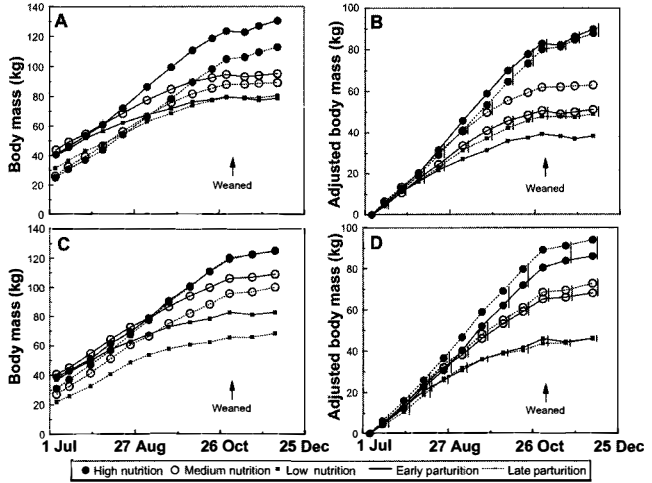 A
B
Body mass (kg)
140
120
100
80
60
40
20
0
Weaned
Adjusted body mass (kg)
100
80
60
40
20
0
Weaned
C
D
Body mass (kg)
140
120
100
80
60
40
20
0
Weaned
Adjusted body mass (kg)
100
80
60
40
20
0
Weaned
1 Jul 27 Aug 26 Oct 25 Dec
1 Jul 27 Aug 26 Oct 25 Dec
High nutrition Medium nutrition Low nutrition Early parturition Late parturition